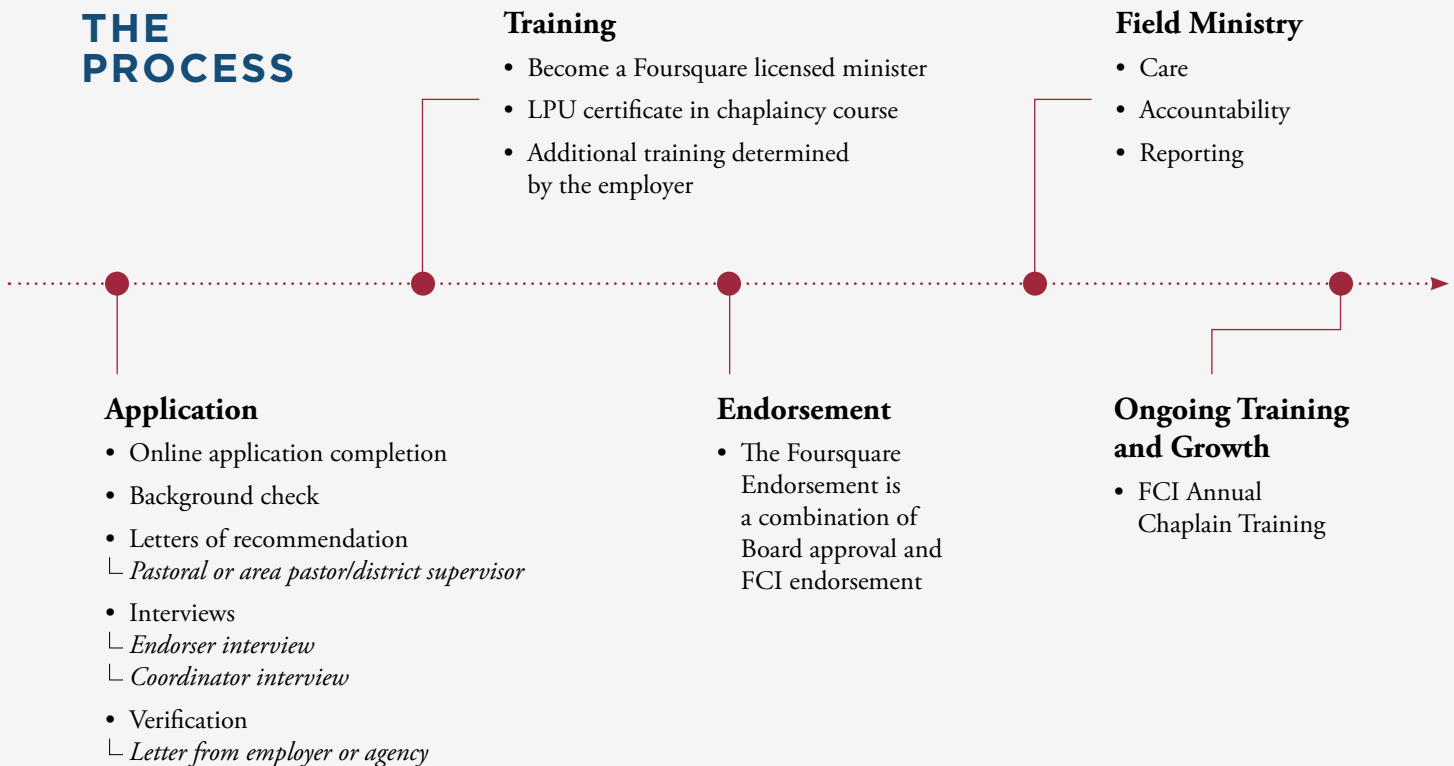 THE
PROCESS
Training
• Become a Foursquare licensed minister
• LPU certificate in chaplaincy course
• Additional training determined
by the employer
Field Ministry
• Care
• Accountability
• Reporting
Application
• Online application completion
• Background check
• Letters of recommendation
Pastoral or area pastor/district supervisor
• Interviews
Endorser interview
Coordinator interview
• Verification
Letter from employer or agency
Endorsement
• The Foursquare
Endorsement is
a combination of
Board approval and
FCI endorsement
Ongoing Training
and Growth
• FCI Annual
Chaplain Training